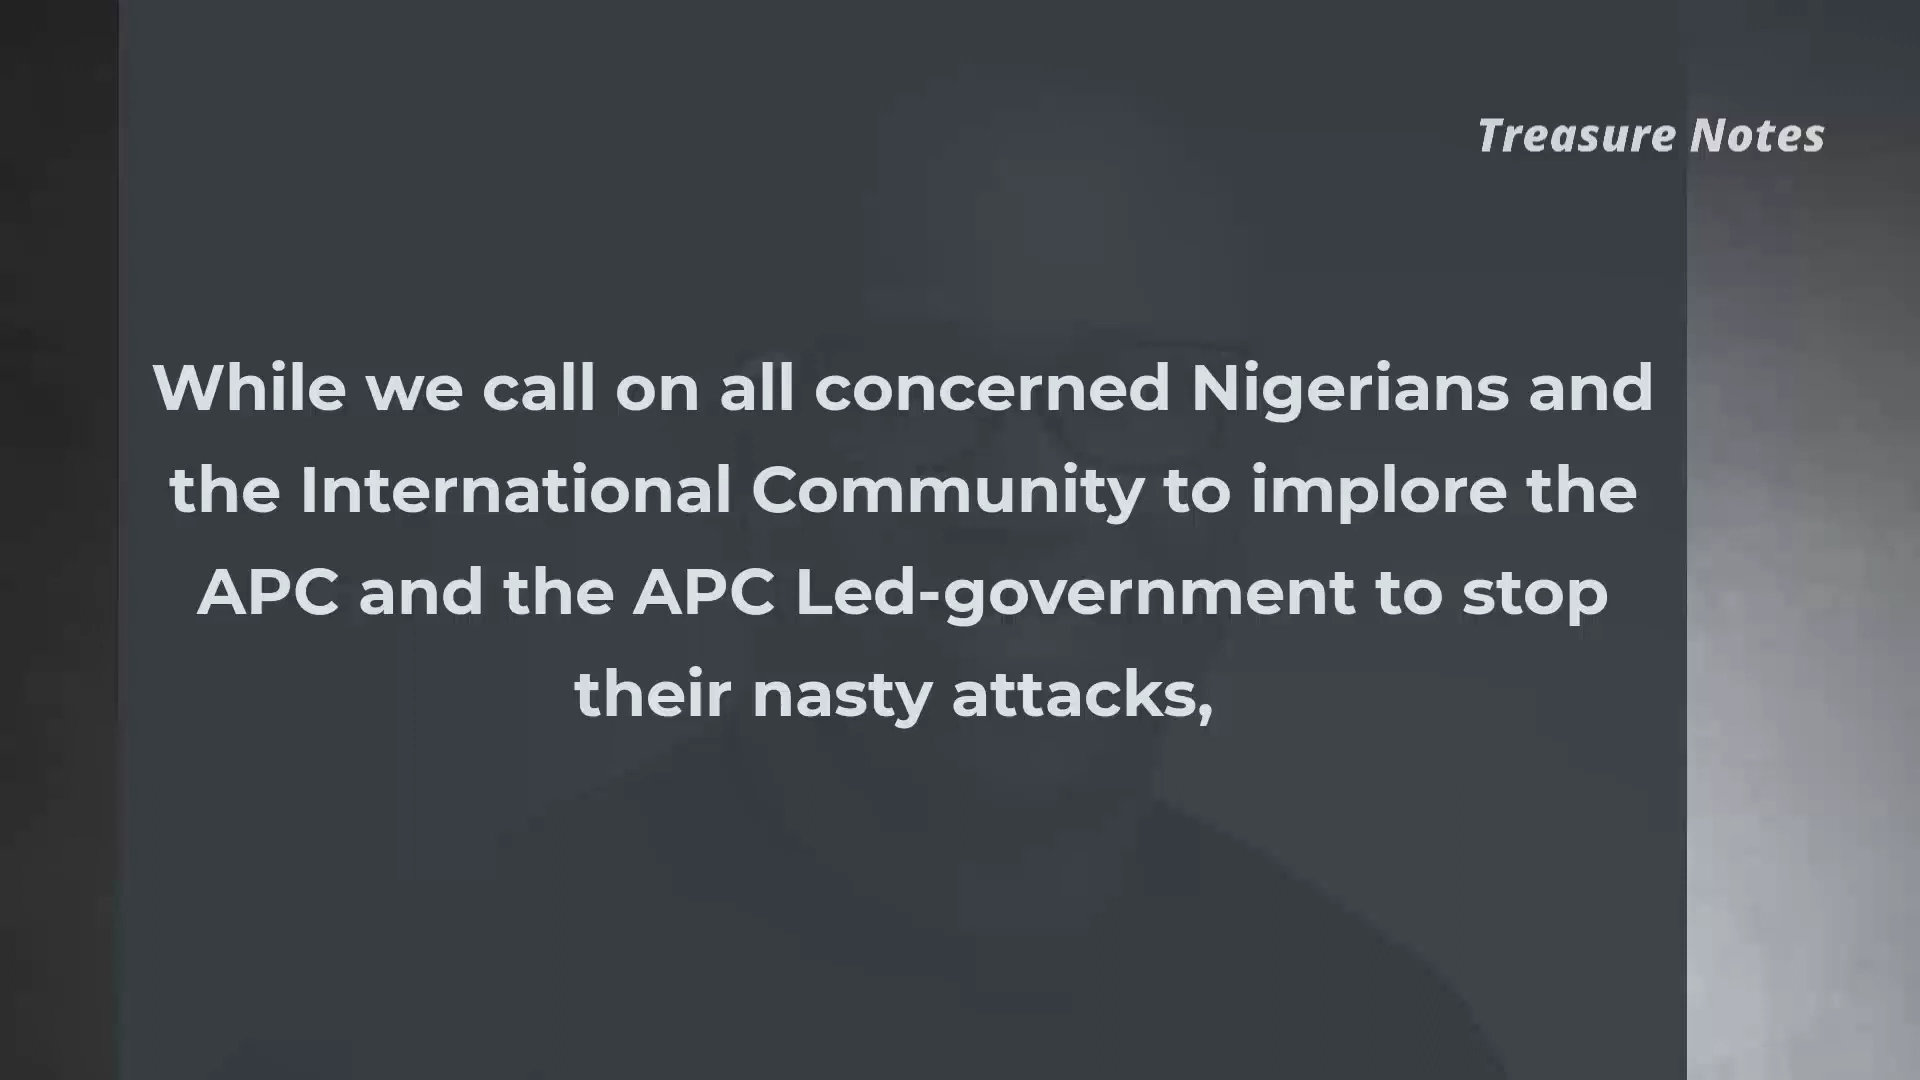 Treasure Notes
While we call on all concerned Nigerians and
the International Community to implore the
APC and the APC Led-government to stop
their nasty attacks,